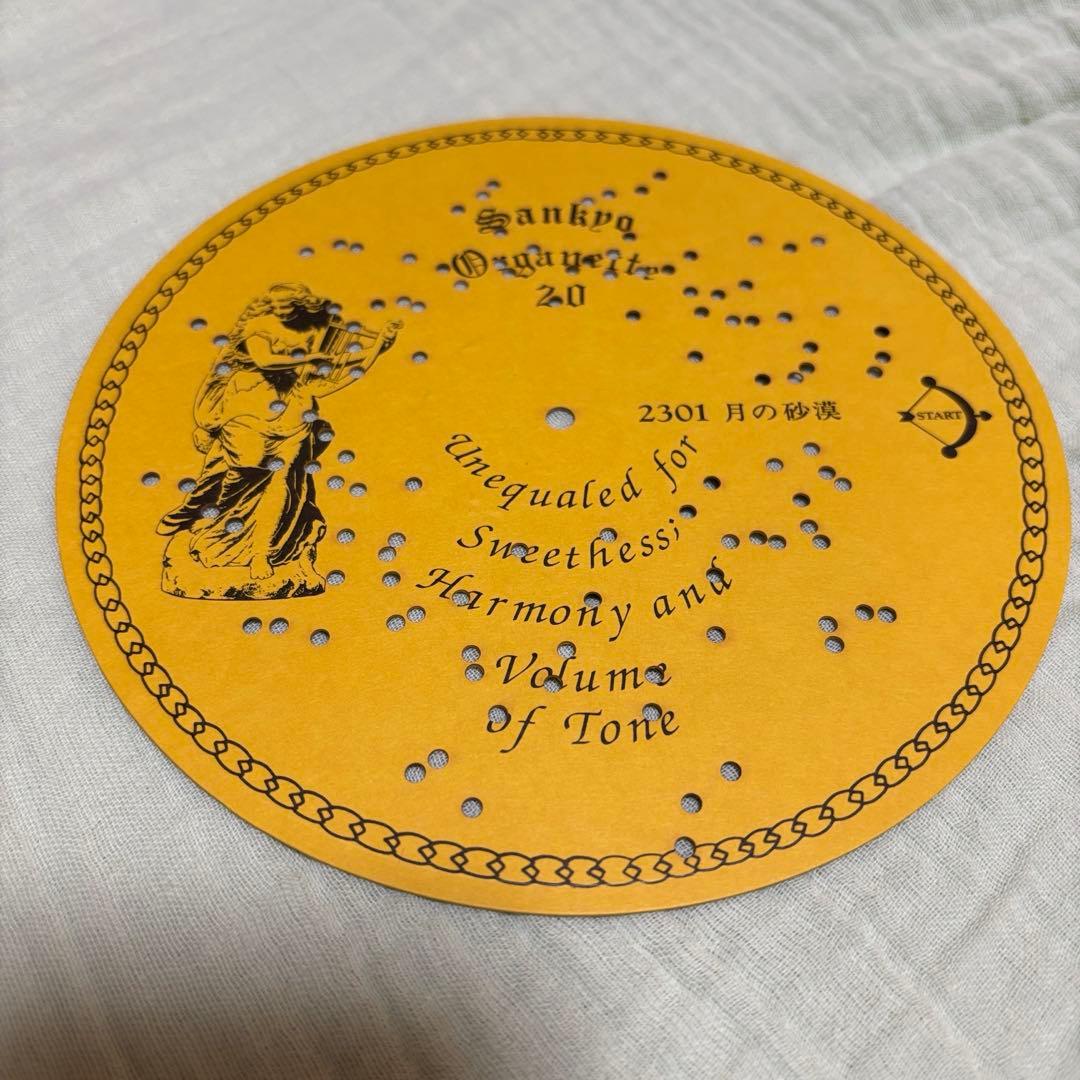 Sankyo
Organette
20
2301 月の砂漠
START
Unequaled for
Sweethess;
Harmony and
Volume
of Tone